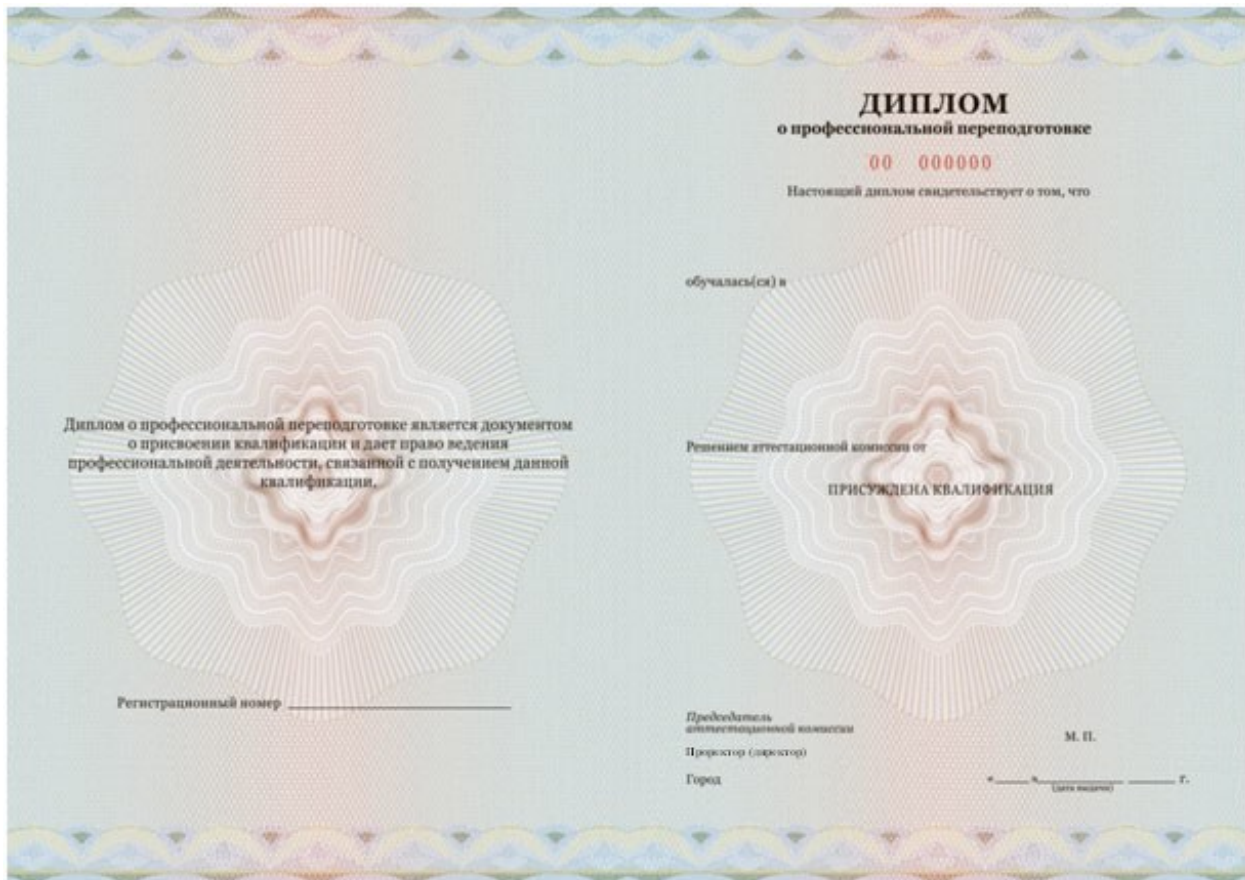 Диплом о профессиональной переподготовке является документом
о присвоении квалификации и дает право ведения
профессиональной деятельности, связанной с получением данной
квалификации.
Регистрационный номер
ДИПЛОМ
о профессиональной переподготовке
00 000000
Настоящий диплом свидетельствует о том, что
обучалась(ся) в
Решением аттестационной комиссии от
ПРИСУЖДЕНА КВАЛИФИКАЦИЯ
Председатель
аттестационной комиссии
Проректор (директор)
М. П.
Город
« » г.
(дата выдачи)